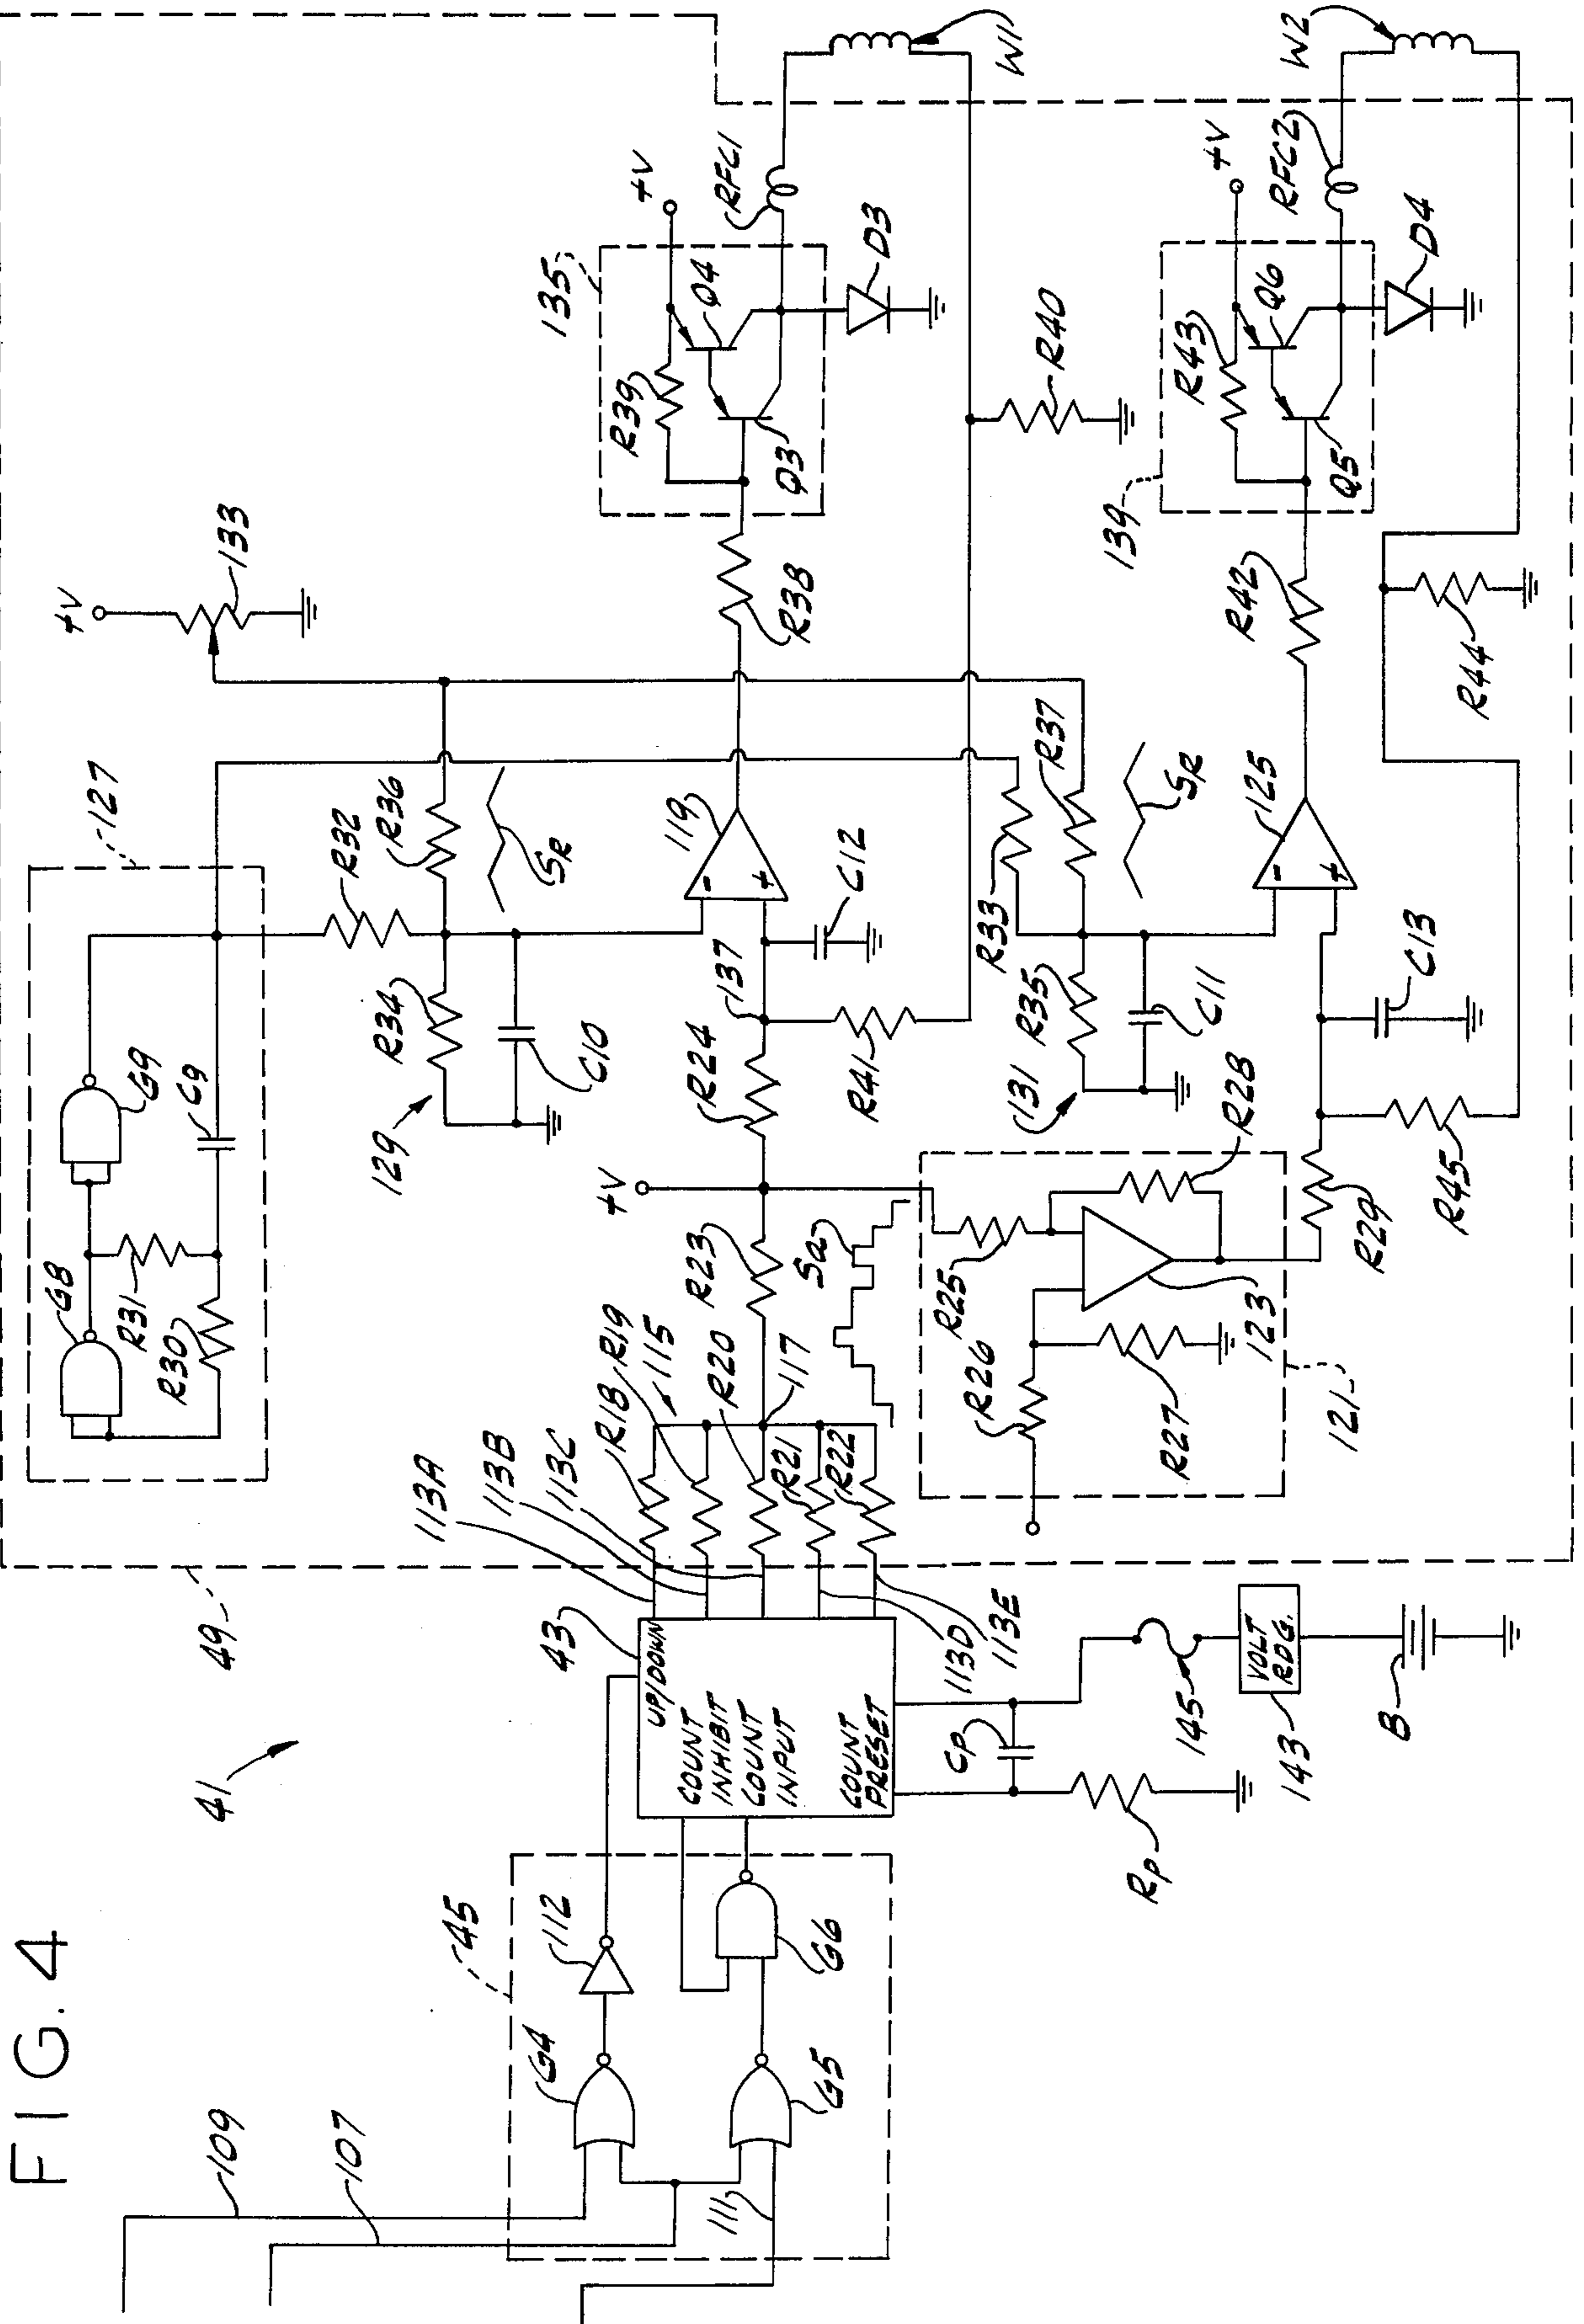 FIG. 4
41
49
109
107
111
45
G4
112
G5
G6
43
UP/DOWN
COUNT
INHIBIT
COUNT
INPUT
COUNT
PRESET
113A
113B
113C
113D
113E
CP
RP
145
VOLT
RDG.
143
B
R18
R19
115
R20
R21
R22
117
R23
Sa
+V
R24
137
R41
C12
119
-
+
127
G8
G9
R31
R30
C9
129
R34
C10
R32
R36
SR
+V
133
R38
135
R39
Q3
Q4
+V
RFC1
D3
W1
R40
121
R26
R27
R25
R28
123
R29
R45
131
R35
C11
R33
R37
SR
125
-
+
C13
R42
R44
139
R43
Q5
Q6
+V
RFC2
D4
W2